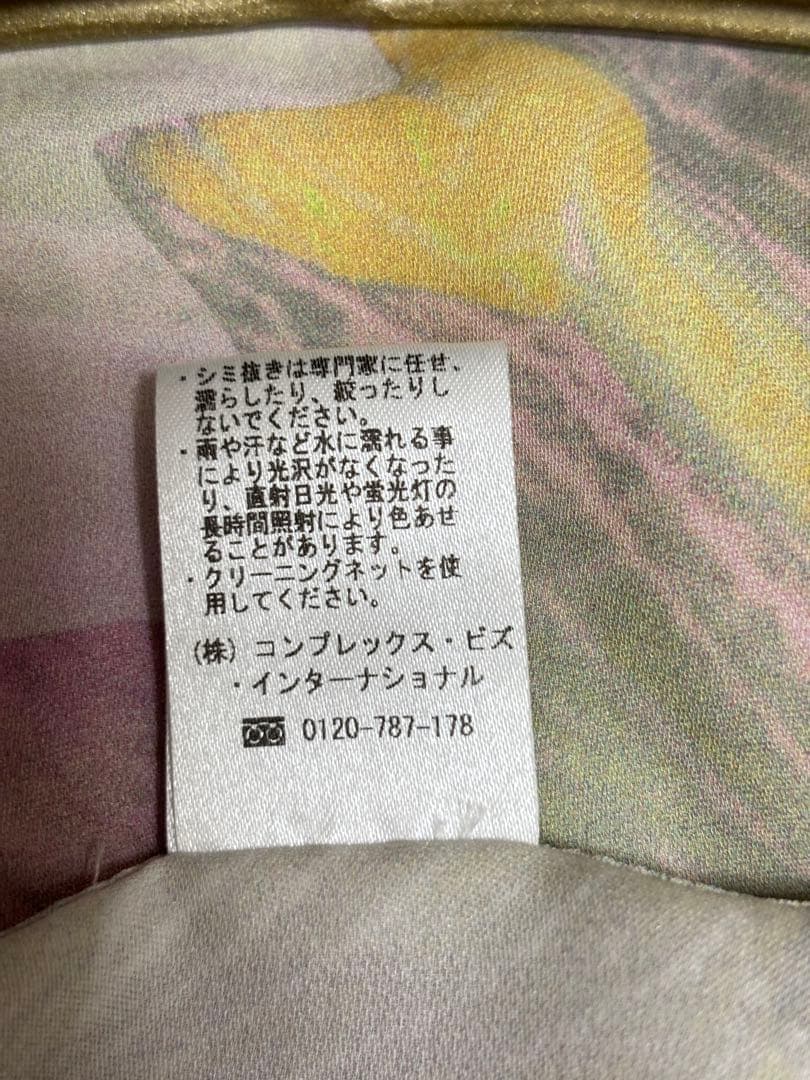 ・シミ抜きは専門家に任せ、
濡らしたり、絞ったりし
ないでください。
・雨や汗など水に濡れる事
により光沢がなくなった
り、直射日光や蛍光灯の
長時間照射により色あせ
ることがあります。
・クリーニングネットを使
用してください。
(株) コンプレックス・ビズ
・インターナショナル
0120-787-178